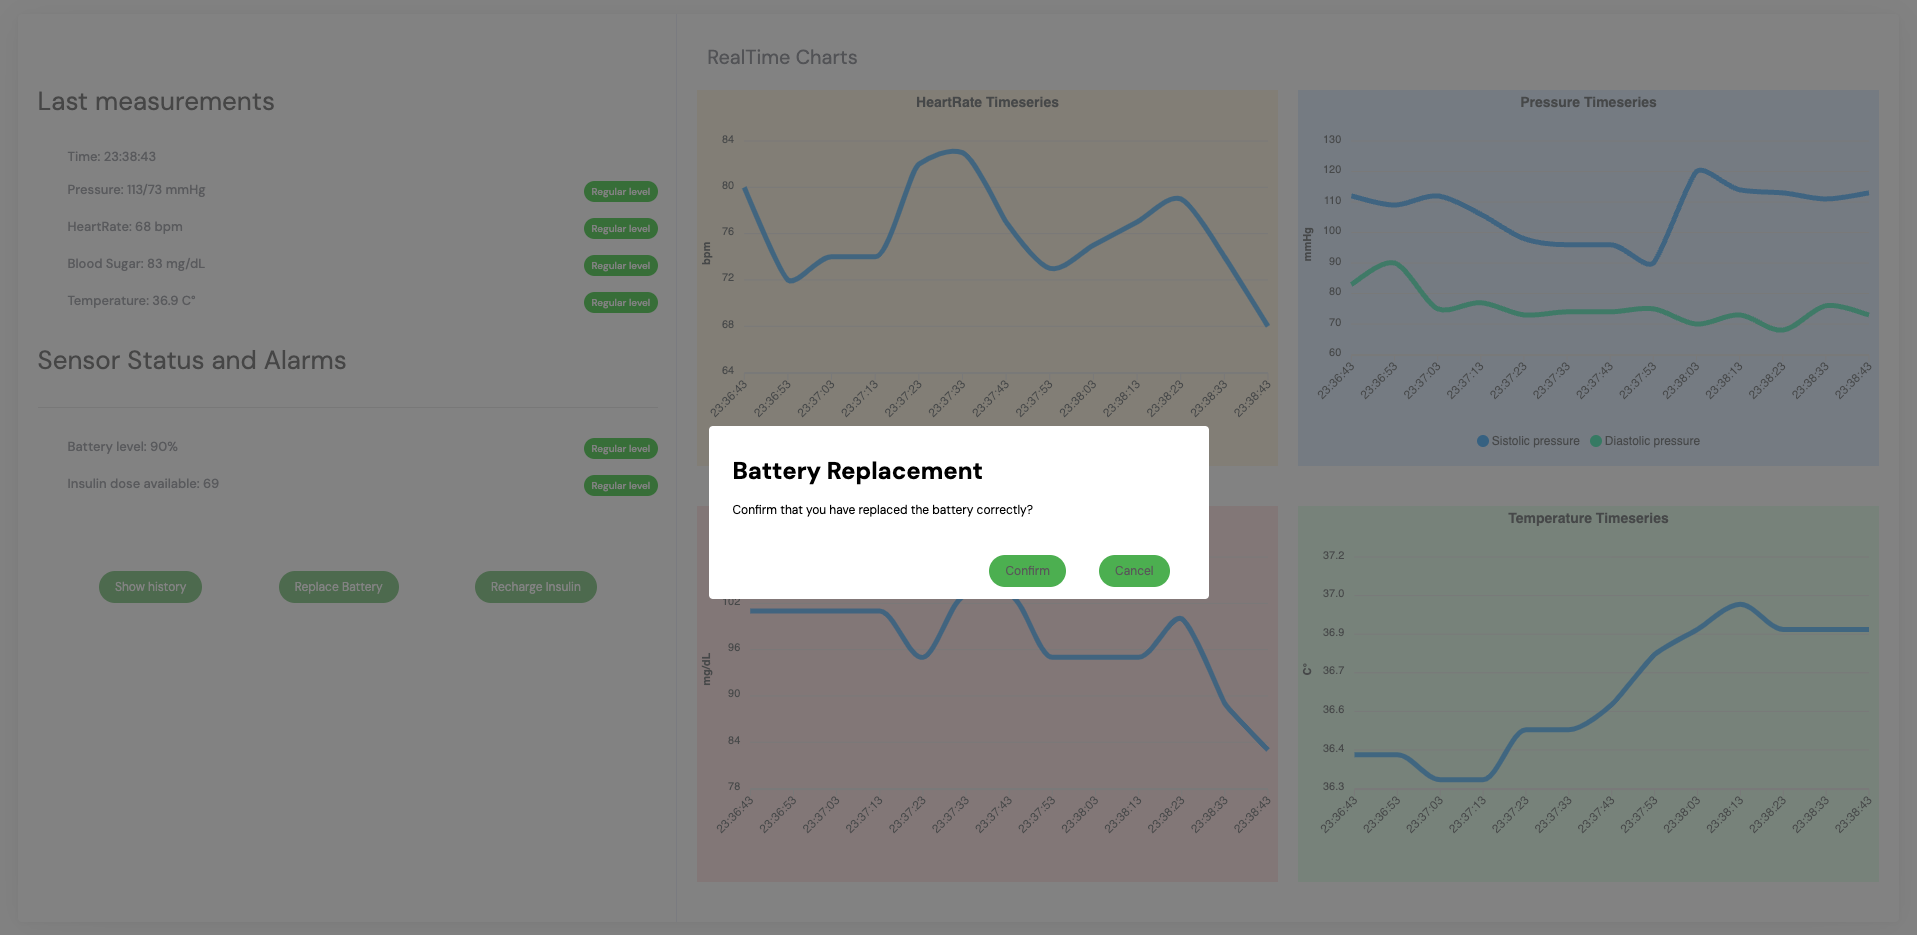 Last measurements
Time: 23:38:43
Pressure: 113/73 mmHg
Regular level
HeartRate: 68 bpm
Regular level
Blood Sugar: 83 mg/dL
Regular level
Temperature: 36.9 C°
Regular level
Sensor Status and Alarms
Battery level: 90%
Regular level
Insulin dose available: 69
Regular level
Show history
Replace Battery
Recharge Insulin
RealTime Charts
HeartRate Timeseries
bpm
84
80
76
72
68
64
23:36:43
23:36:53
23:37:03
23:37:13
23:37:23
23:37:33
23:37:43
23:37:53
23:38:03
23:38:13
23:38:23
23:38:33
23:38:43
Pressure Timeseries
mmHg
130
120
110
100
90
80
70
60
23:36:43
23:36:53
23:37:03
23:37:13
23:37:23
23:37:33
23:37:43
23:37:53
23:38:03
23:38:13
23:38:23
23:38:33
23:38:43
Sistolic pressure
Diastolic pressure
Battery Replacement
Confirm that you have replaced the battery correctly?
Confirm
Cancel
mg/dL
102
96
90
84
78
23:36:43
23:36:53
23:37:03
23:37:13
23:37:23
23:37:33
23:37:43
23:37:53
23:38:03
23:38:13
23:38:23
23:38:33
23:38:43
Temperature Timeseries
C°
37.2
37.0
36.9
36.7
36.6
36.4
36.3
23:36:43
23:36:53
23:37:03
23:37:13
23:37:23
23:37:33
23:37:43
23:37:53
23:38:03
23:38:13
23:38:23
23:38:33
23:38:43